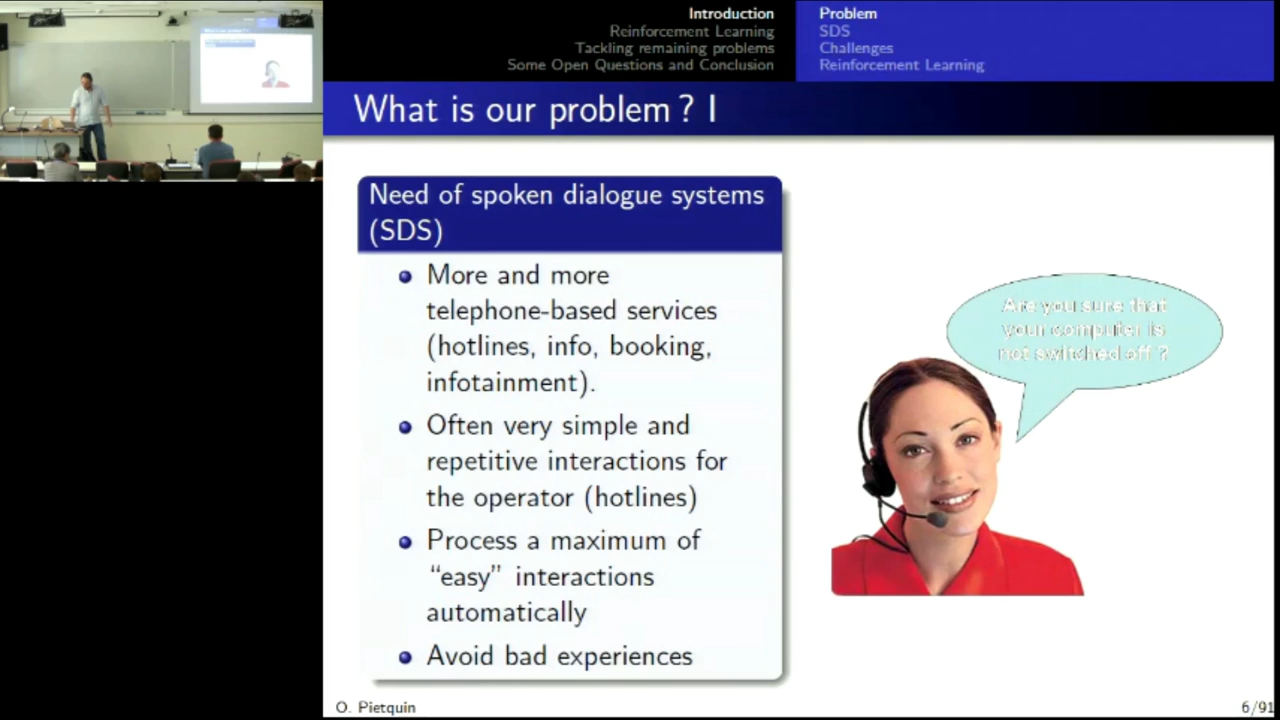 Introduction
Reinforcement Learning
Tackling remaining problems
Some Open Questions and Conclusion
Problem
SDS
Challenges
Reinforcement Learning
What is our problem ? I
Need of spoken dialogue systems
(SDS)
More and more
telephone-based services
(hotlines, info, booking,
infotainment).
Often very simple and
repetitive interactions for
the operator (hotlines)
Process a maximum of
“easy” interactions
automatically
Avoid bad experiences
Are you sure that
your computer is
not switched off ?
O. Pietquin
6/91